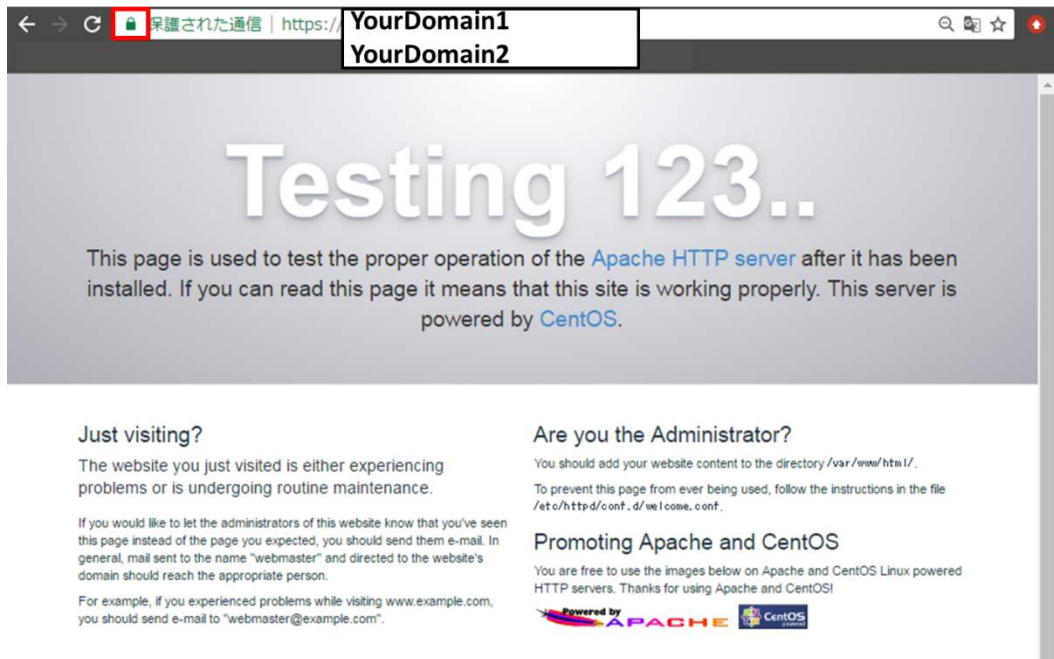 保護された通信 | https://
YourDomain1
YourDomain2
Testing 123..
This page is used to test the proper operation of the Apache HTTP server after it has been
installed. If you can read this page it means that this site is working properly. This server is
powered by CentOS.
Just visiting?
The website you just visited is either experiencing
problems or is undergoing routine maintenance.
If you would like to let the administrators of this website know that you've seen
this page instead of the page you expected, you should send them e-mail. In
general, mail sent to the name "webmaster" and directed to the website's
domain should reach the appropriate person.
For example, if you experienced problems while visiting www.example.com,
you should send e-mail to "webmaster@example.com".
Are you the Administrator?
You should add your website content to the directory /var/www/html/.
To prevent this page from ever being used, follow the instructions in the file
/etc/httpd/conf.d/welcome.conf.
Promoting Apache and CentOS
You are free to use the images below on Apache and CentOS Linux powered
HTTP servers. Thanks for using Apache and CentOS!
Powered by
APACHE
CentOS